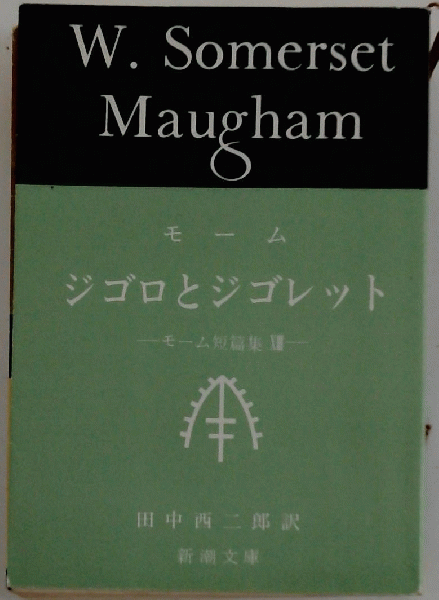 W. Somerset
Maugham
モーム
ジゴロとジゴレット
—モーム短篇集 XIII—
田中西二郎訳
新潮文庫